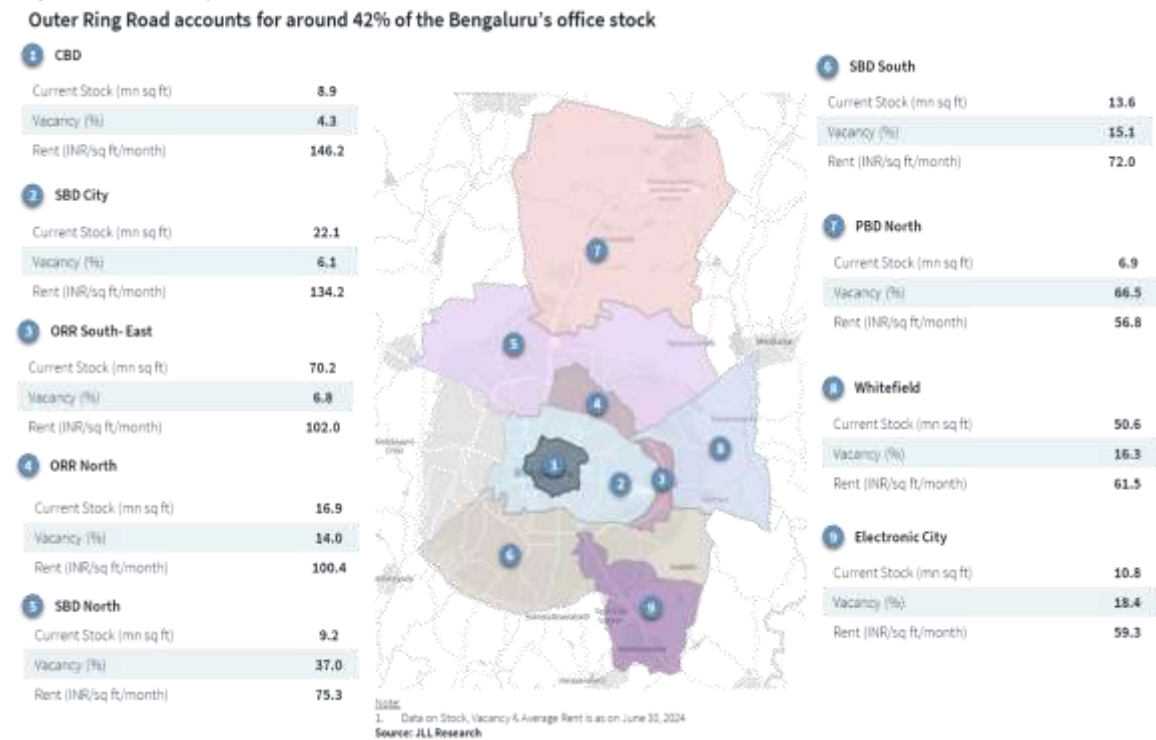 Outer Ring Road accounts for around 42% of the Bengaluru's office stock
1 CBD
Current Stock (mn sq ft) 8.9
Vacancy (%) 4.3
Rent (INR/sq ft/month) 146.2
2 SBD City
Current Stock (mn sq ft) 22.1
Vacancy (%) 6.1
Rent (INR/sq ft/month) 134.2
3 ORR South- East
Current Stock (mn sq ft) 70.2
Vacancy (%) 6.8
Rent (INR/sq ft/month) 102.0
4 ORR North
Current Stock (mn sq ft) 16.9
Vacancy (%) 14.0
Rent (INR/sq ft/month) 100.4
5 SBD North
Current Stock (mn sq ft) 9.2
Vacancy (%) 37.0
Rent (INR/sq ft/month) 75.3
7
5
4
8
1
2
3
6
9
6 SBD South
Current Stock (mn sq ft) 13.6
Vacancy (%) 15.1
Rent (INR/sq ft/month) 72.0
7 PBD North
Current Stock (mn sq ft) 6.9
Vacancy (%) 66.5
Rent (INR/sq ft/month) 56.8
8 Whitefield
Current Stock (mn sq ft) 50.6
Vacancy (%) 16.3
Rent (INR/sq ft/month) 61.5
9 Electronic City
Current Stock (mn sq ft) 10.8
Vacancy (%) 18.4
Rent (INR/sq ft/month) 59.3
Note:
1. Data on Stock, Vacancy & Average Rent is as on June 30, 2024
Source: JLL Research